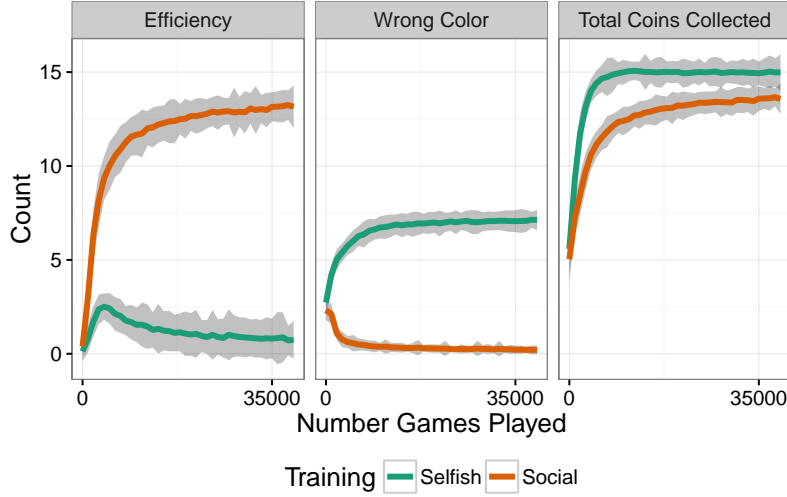 Efficiency Wrong Color Total Coins Collected
15
10
5
0
Count
0 35000 0 35000 0 35000
Number Games Played
Training Selfish Social